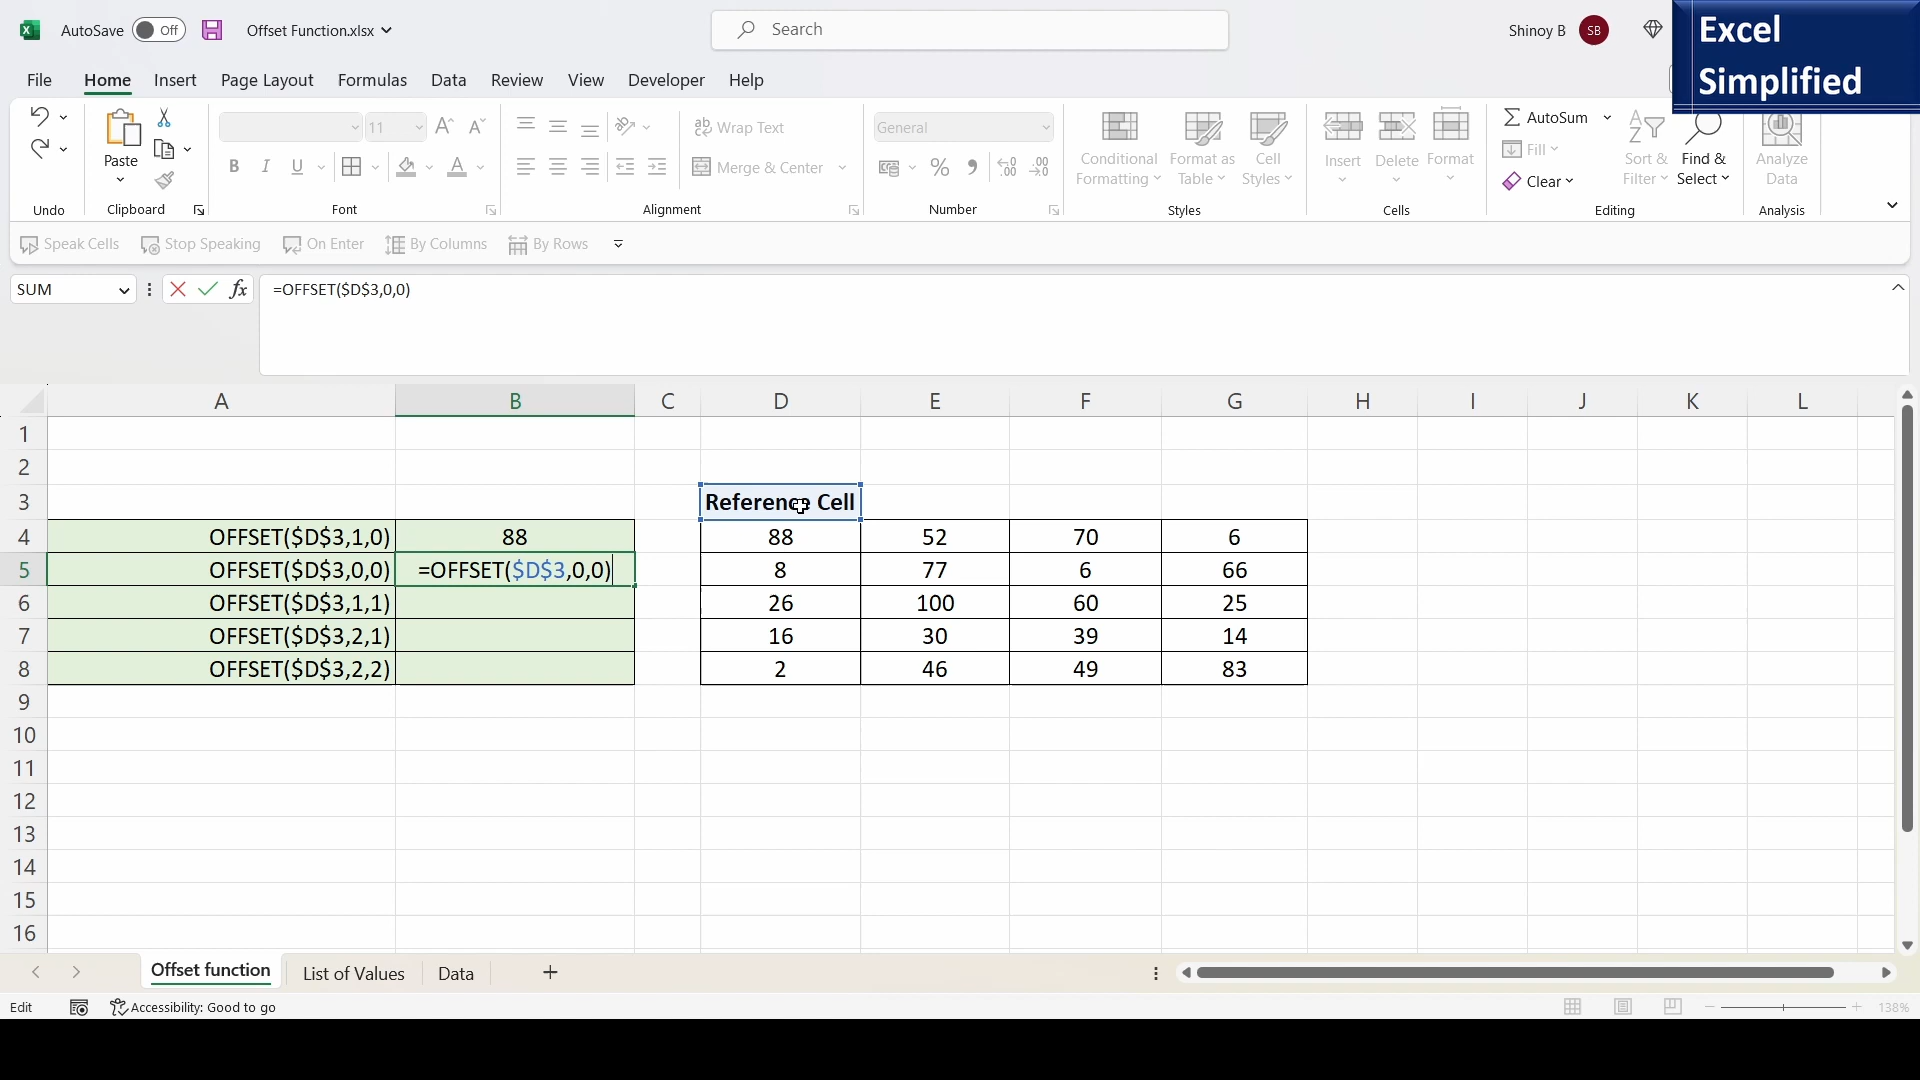 AutoSave Off Offset Function.xlsx Search Shinoy B SB
Excel
Simplified
File Home Insert Page Layout Formulas Data Review View Developer Help
Paste
11
B I U
Wrap Text
Merge & Center
General
Conditional
Formatting
Format as
Table
Cell
Styles
Insert
Delete
Format
AutoSum
Fill
Clear
Sort &
Filter
Find &
Select
Analyze
Data
Undo Clipboard Font Alignment Number Styles Cells Editing Analysis
Speak Cells Stop Speaking On Enter By Columns By Rows
SUM fx =OFFSET($D$3,0,0)
A B C D E F G H I J K L
1
2
3 Reference Cell
4 OFFSET($D$3,1,0) 88 88 52 70 6
5 OFFSET($D$3,0,0) =OFFSET($D$3,0,0) 8 77 6 66
6 OFFSET($D$3,1,1) 26 100 60 25
7 OFFSET($D$3,2,1) 16 30 39 14
8 OFFSET($D$3,2,2) 2 46 49 83
9
10
11
12
13
14
15
16
Offset function List of Values Data
Edit Accessibility: Good to go 138%